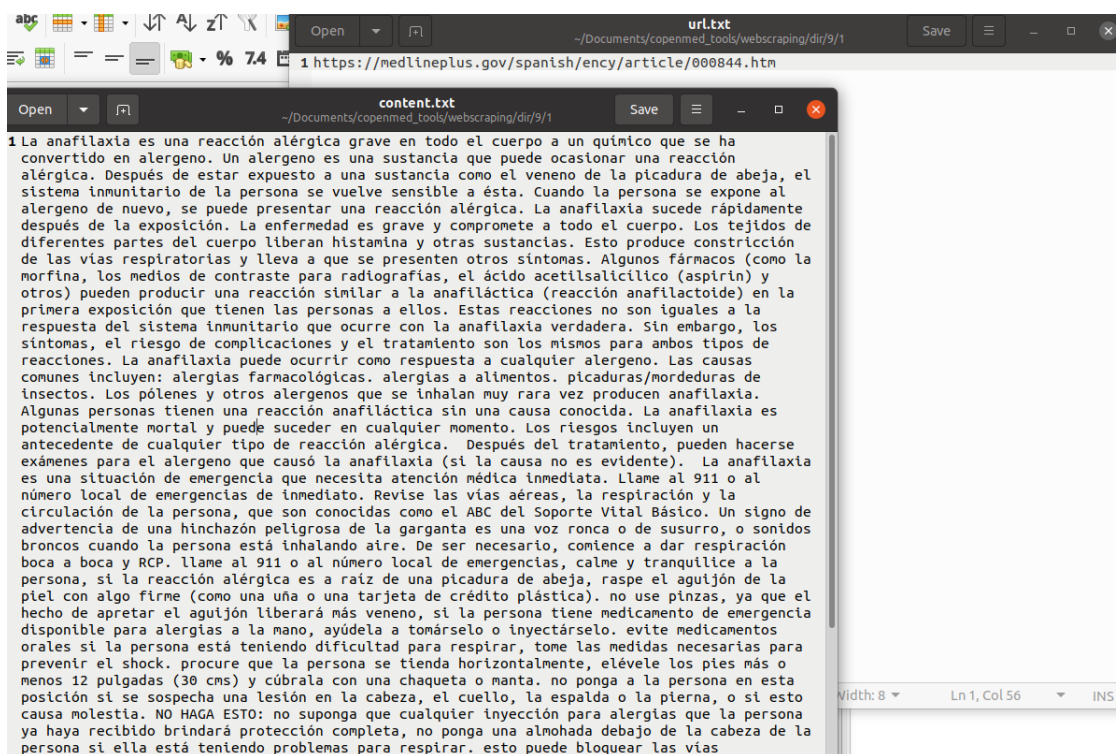 abc
% 7.4
Open
url.txt
~/Documents/copenmed_tools/webscraping/dir/9/1
Save
1 https://medlineplus.gov/spanish/ency/article/000844.htm
Open
content.txt
~/Documents/copenmed_tools/webscraping/dir/9/1
Save
1 La anafilaxia es una reacción alérgica grave en todo el cuerpo a un químico que se ha
convertido en alergeno. Un alergeno es una sustancia que puede ocasionar una reacción
alérgica. Después de estar expuesto a una sustancia como el veneno de la picadura de abeja, el
sistema inmunitario de la persona se vuelve sensible a ésta. Cuando la persona se expone al
alergeno de nuevo, se puede presentar una reacción alérgica. La anafilaxia sucede rápidamente
después de la exposición. La enfermedad es grave y compromete a todo el cuerpo. Los tejidos de
diferentes partes del cuerpo liberan histamina y otras sustancias. Esto produce constricción
de las vías respiratorias y lleva a que se presenten otros síntomas. Algunos fármacos (como la
morfina, los medios de contraste para radiografías, el ácido acetilsalicílico (aspirin) y
otros) pueden producir una reacción similar a la anafiláctica (reacción anafilactoide) en la
primera exposición que tienen las personas a ellos. Estas reacciones no son iguales a la
respuesta del sistema inmunitario que ocurre con la anafilaxia verdadera. Sin embargo, los
síntomas, el riesgo de complicaciones y el tratamiento son los mismos para ambos tipos de
reacciones. La anafilaxia puede ocurrir como respuesta a cualquier alergeno. Las causas
comunes incluyen: alergias farmacológicas. alergias a alimentos. picaduras/mordeduras de
insectos. Los pólenes y otros alergenos que se inhalan muy rara vez producen anafilaxia.
Algunas personas tienen una reacción anafiláctica sin una causa conocida. La anafilaxia es
potencialmente mortal y puede suceder en cualquier momento. Los riesgos incluyen un
antecedente de cualquier tipo de reacción alérgica.  Después del tratamiento, pueden hacerse
exámenes para el alergeno que causó la anafilaxia (si la causa no es evidente).  La anafilaxia
es una situación de emergencia que necesita atención médica inmediata. Llame al 911 o al
número local de emergencias de inmediato. Revise las vías aéreas, la respiración y la
circulación de la persona, que son conocidas como el ABC del Soporte Vital Básico. Un signo de
advertencia de una hinchazón peligrosa de la garganta es una voz ronca o de susurro, o sonidos
broncos cuando la persona está inhalando aire. De ser necesario, comience a dar respiración
boca a boca y RCP. llame al 911 o al número local de emergencias, calme y tranquilice a la
persona, si la reacción alérgica es a raíz de una picadura de abeja, raspe el aguijón de la
piel con algo firme (como una uña o una tarjeta de crédito plástica). no use pinzas, ya que el
hecho de apretar el aguijón liberará más veneno, si la persona tiene medicamento de emergencia
disponible para alergias a la mano, ayúdela a tomárselo o inyectárselo. evite medicamentos
orales si la persona está teniendo dificultad para respirar, tome las medidas necesarias para
prevenir el shock. procure que la persona se tienda horizontalmente, elévele los pies más o
menos 12 pulgadas (30 cms) y cúbrala con una chaqueta o manta. no ponga a la persona en esta
posición si se sospecha una lesión en la cabeza, el cuello, la espalda o la pierna, o si esto
causa molestia. NO HAGA ESTO: no suponga que cualquier inyección para alergias que la persona
ya haya recibido brindará protección completa, no ponga una almohada debajo de la cabeza de la
persona si ella está teniendo problemas para respirar. esto puede bloquear las vías
Width: 8
Ln 1, Col 56
INS